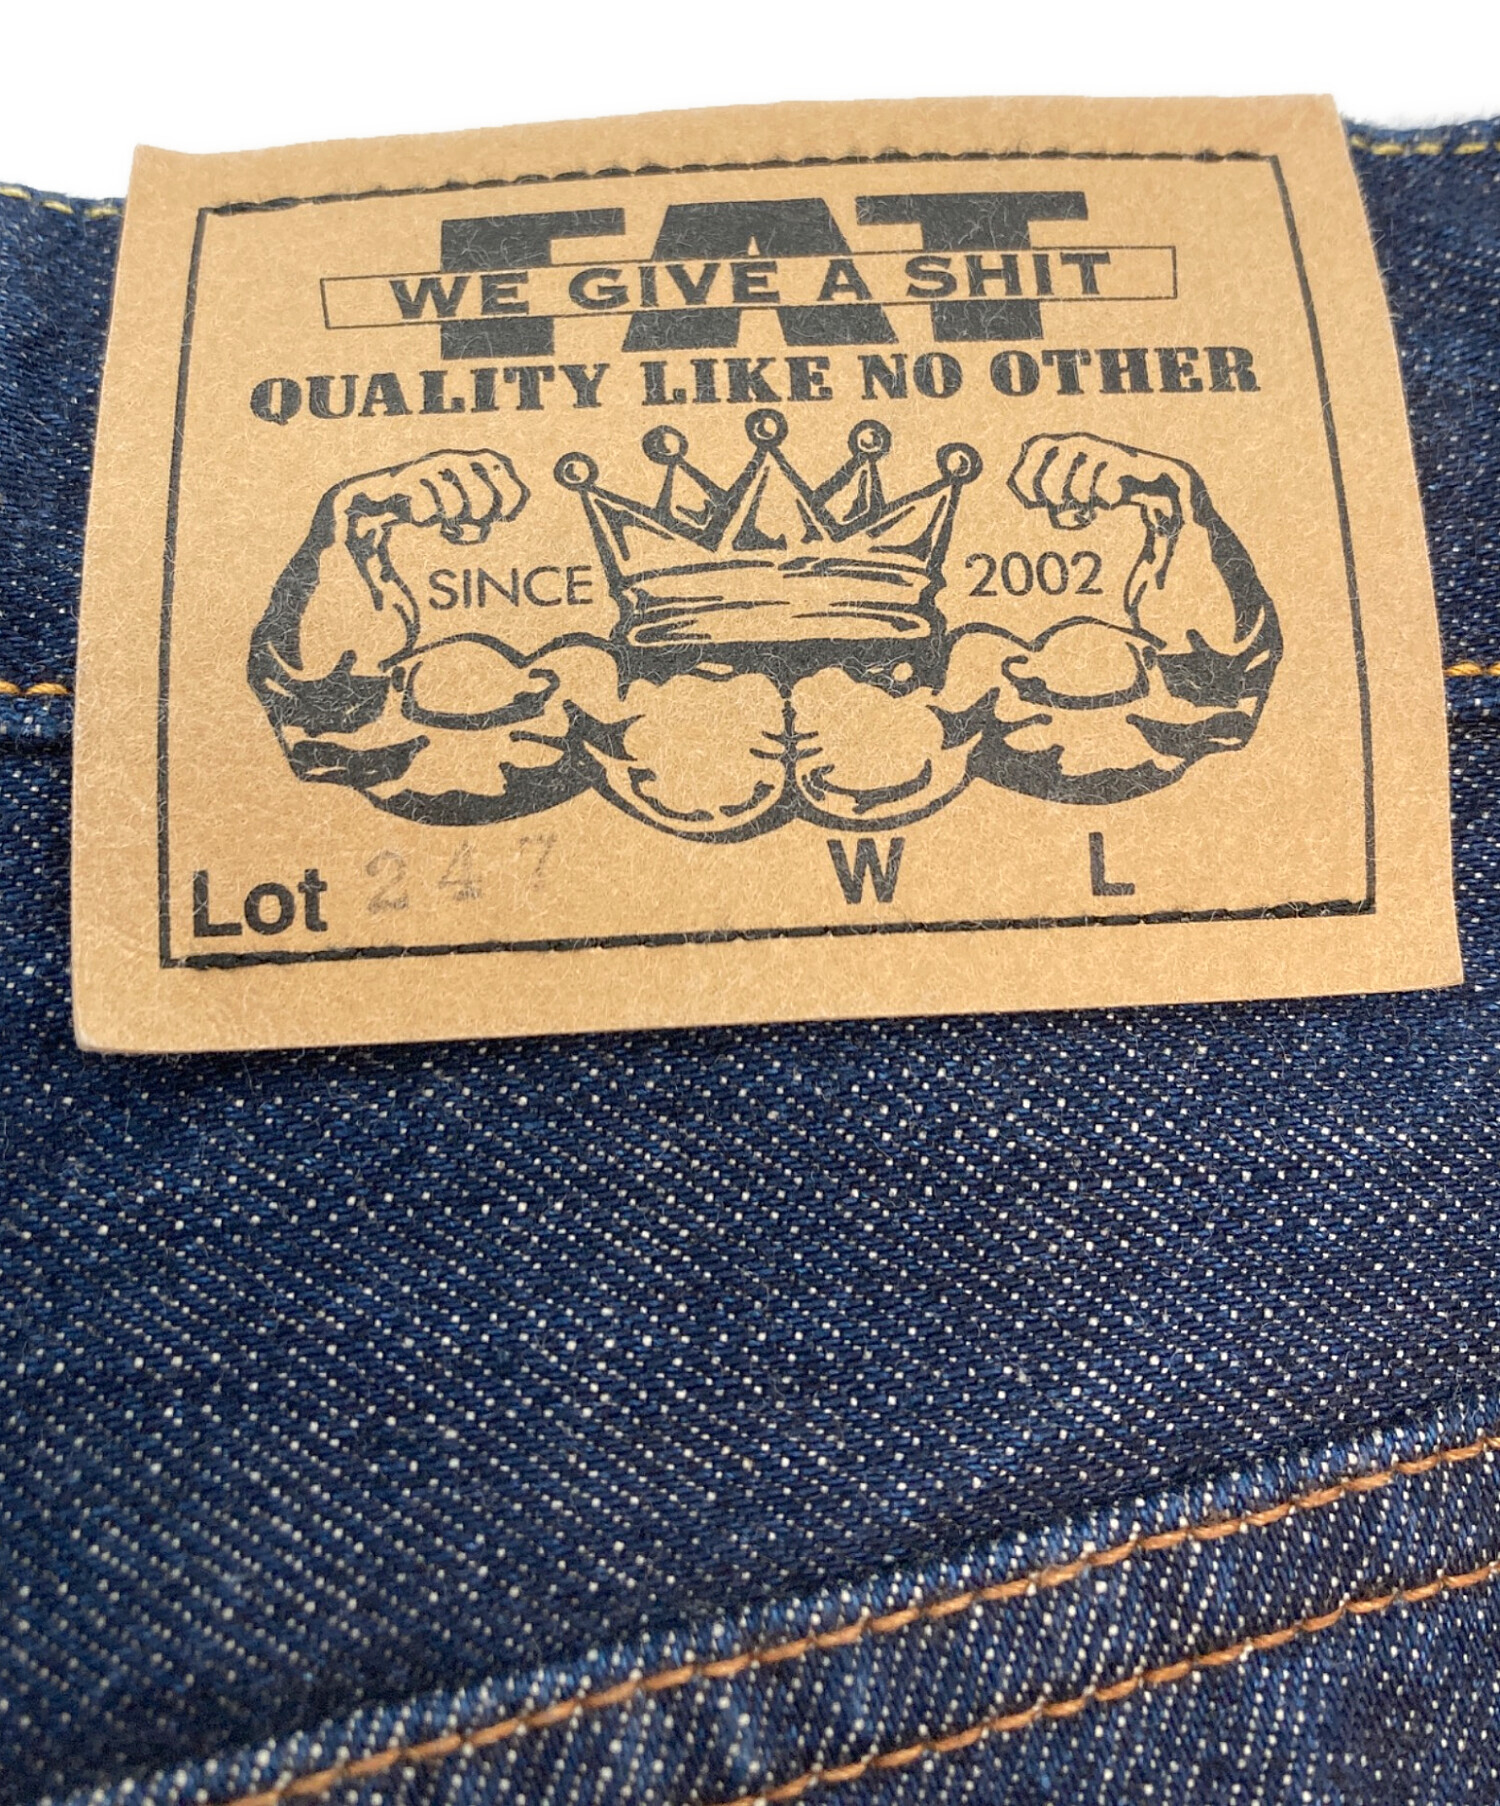 FAT
WE GIVE A SHIT
QUALITY LIKE NO OTHER
SINCE 2002
Lot 247 W L